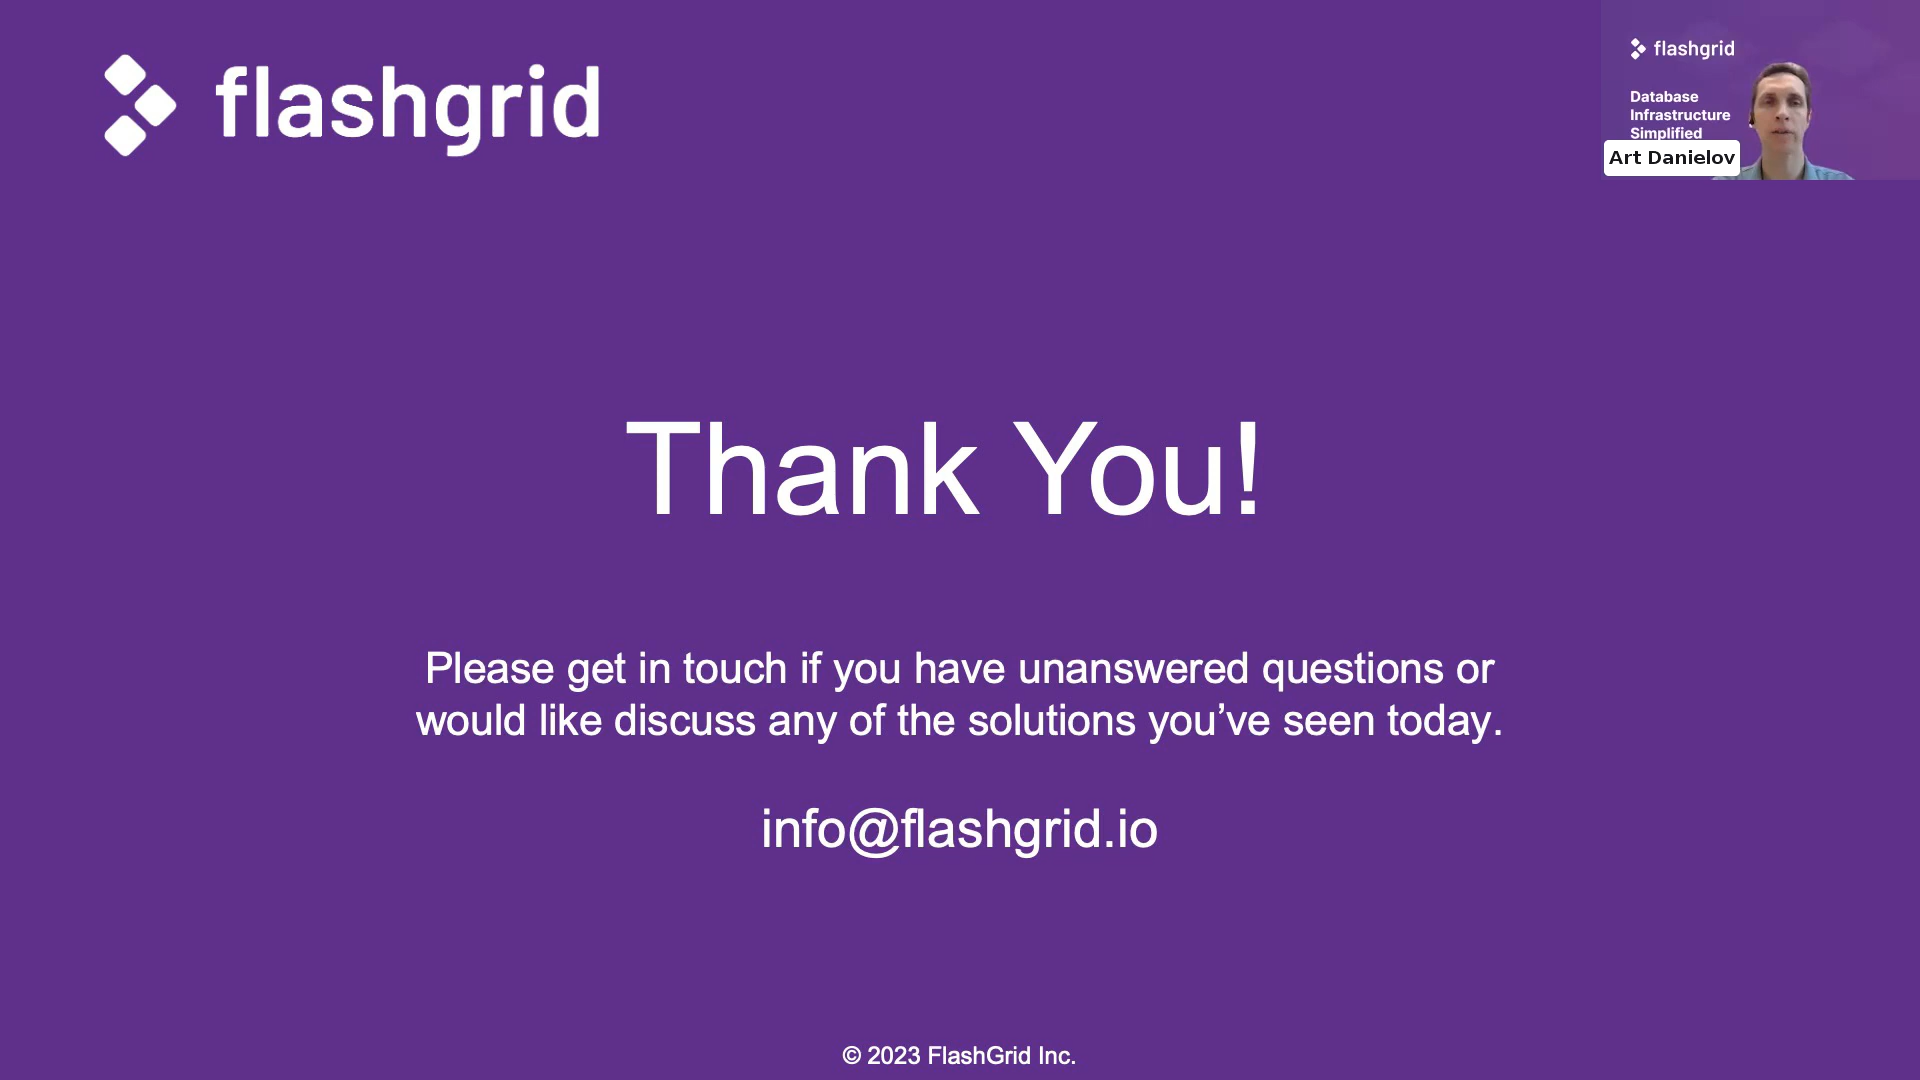 flashgrid
flashgrid
Database
Infrastructure
Simplified
Art Danielov
Thank You!
Please get in touch if you have unanswered questions or
would like discuss any of the solutions you’ve seen today.
info@flashgrid.io
© 2023 FlashGrid Inc.